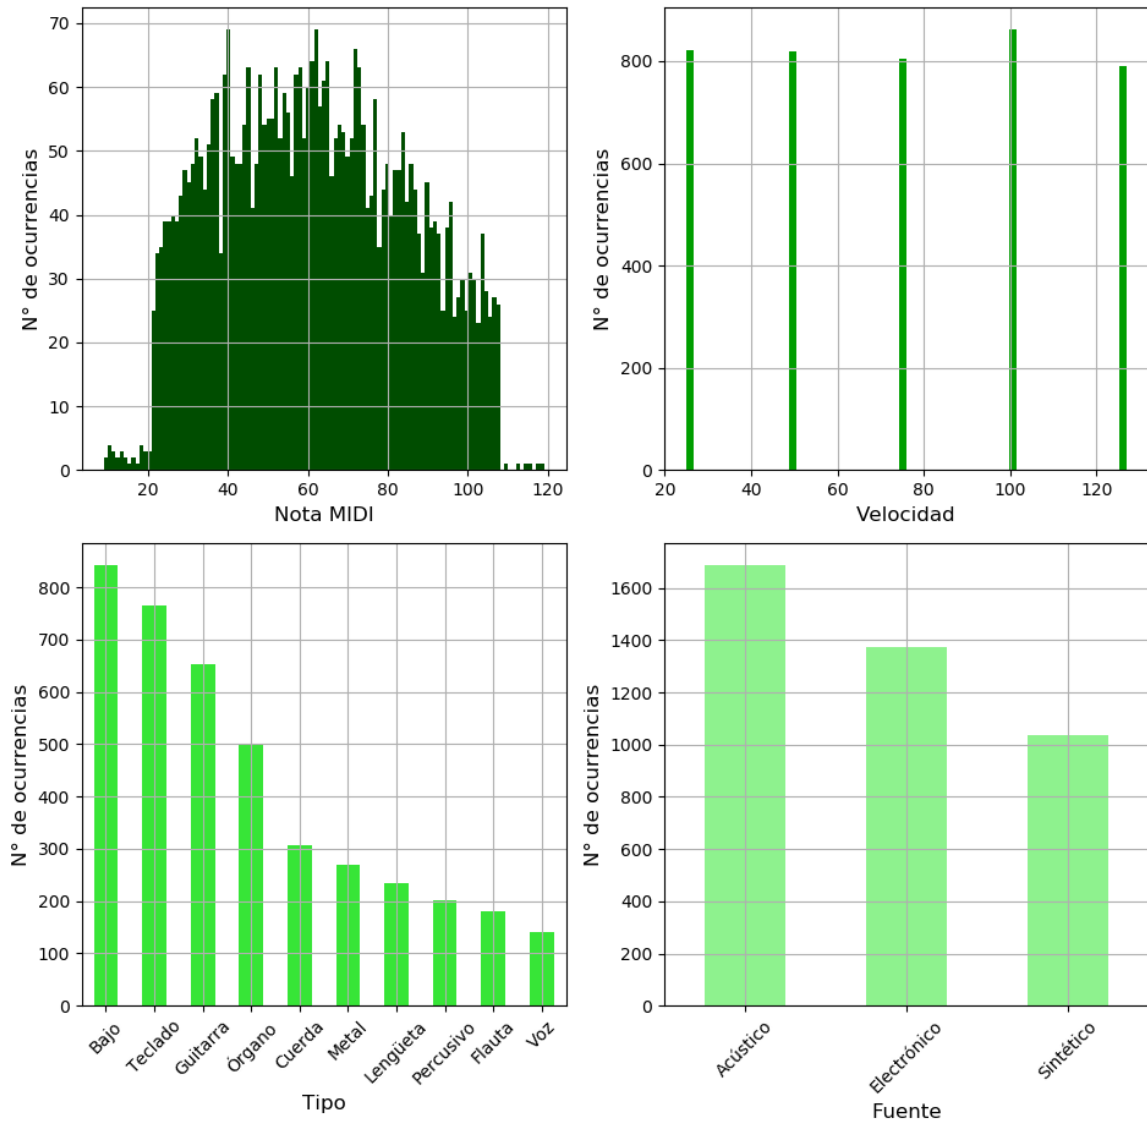 N° de ocurrencias
70
60
50
40
30
20
10
0
20 40 60 80 100 120
Nota MIDI
N° de ocurrencias
800
600
400
200
0
20 40 60 80 100 120
Velocidad
N° de ocurrencias
800
700
600
500
400
300
200
100
0
Bajo Teclado Guitarra Órgano Cuerda Metal Lengüeta Percusivo Flauta Voz
Tipo
N° de ocurrencias
1600
1400
1200
1000
800
600
400
200
0
Acústico Electrónico Sintético
Fuente